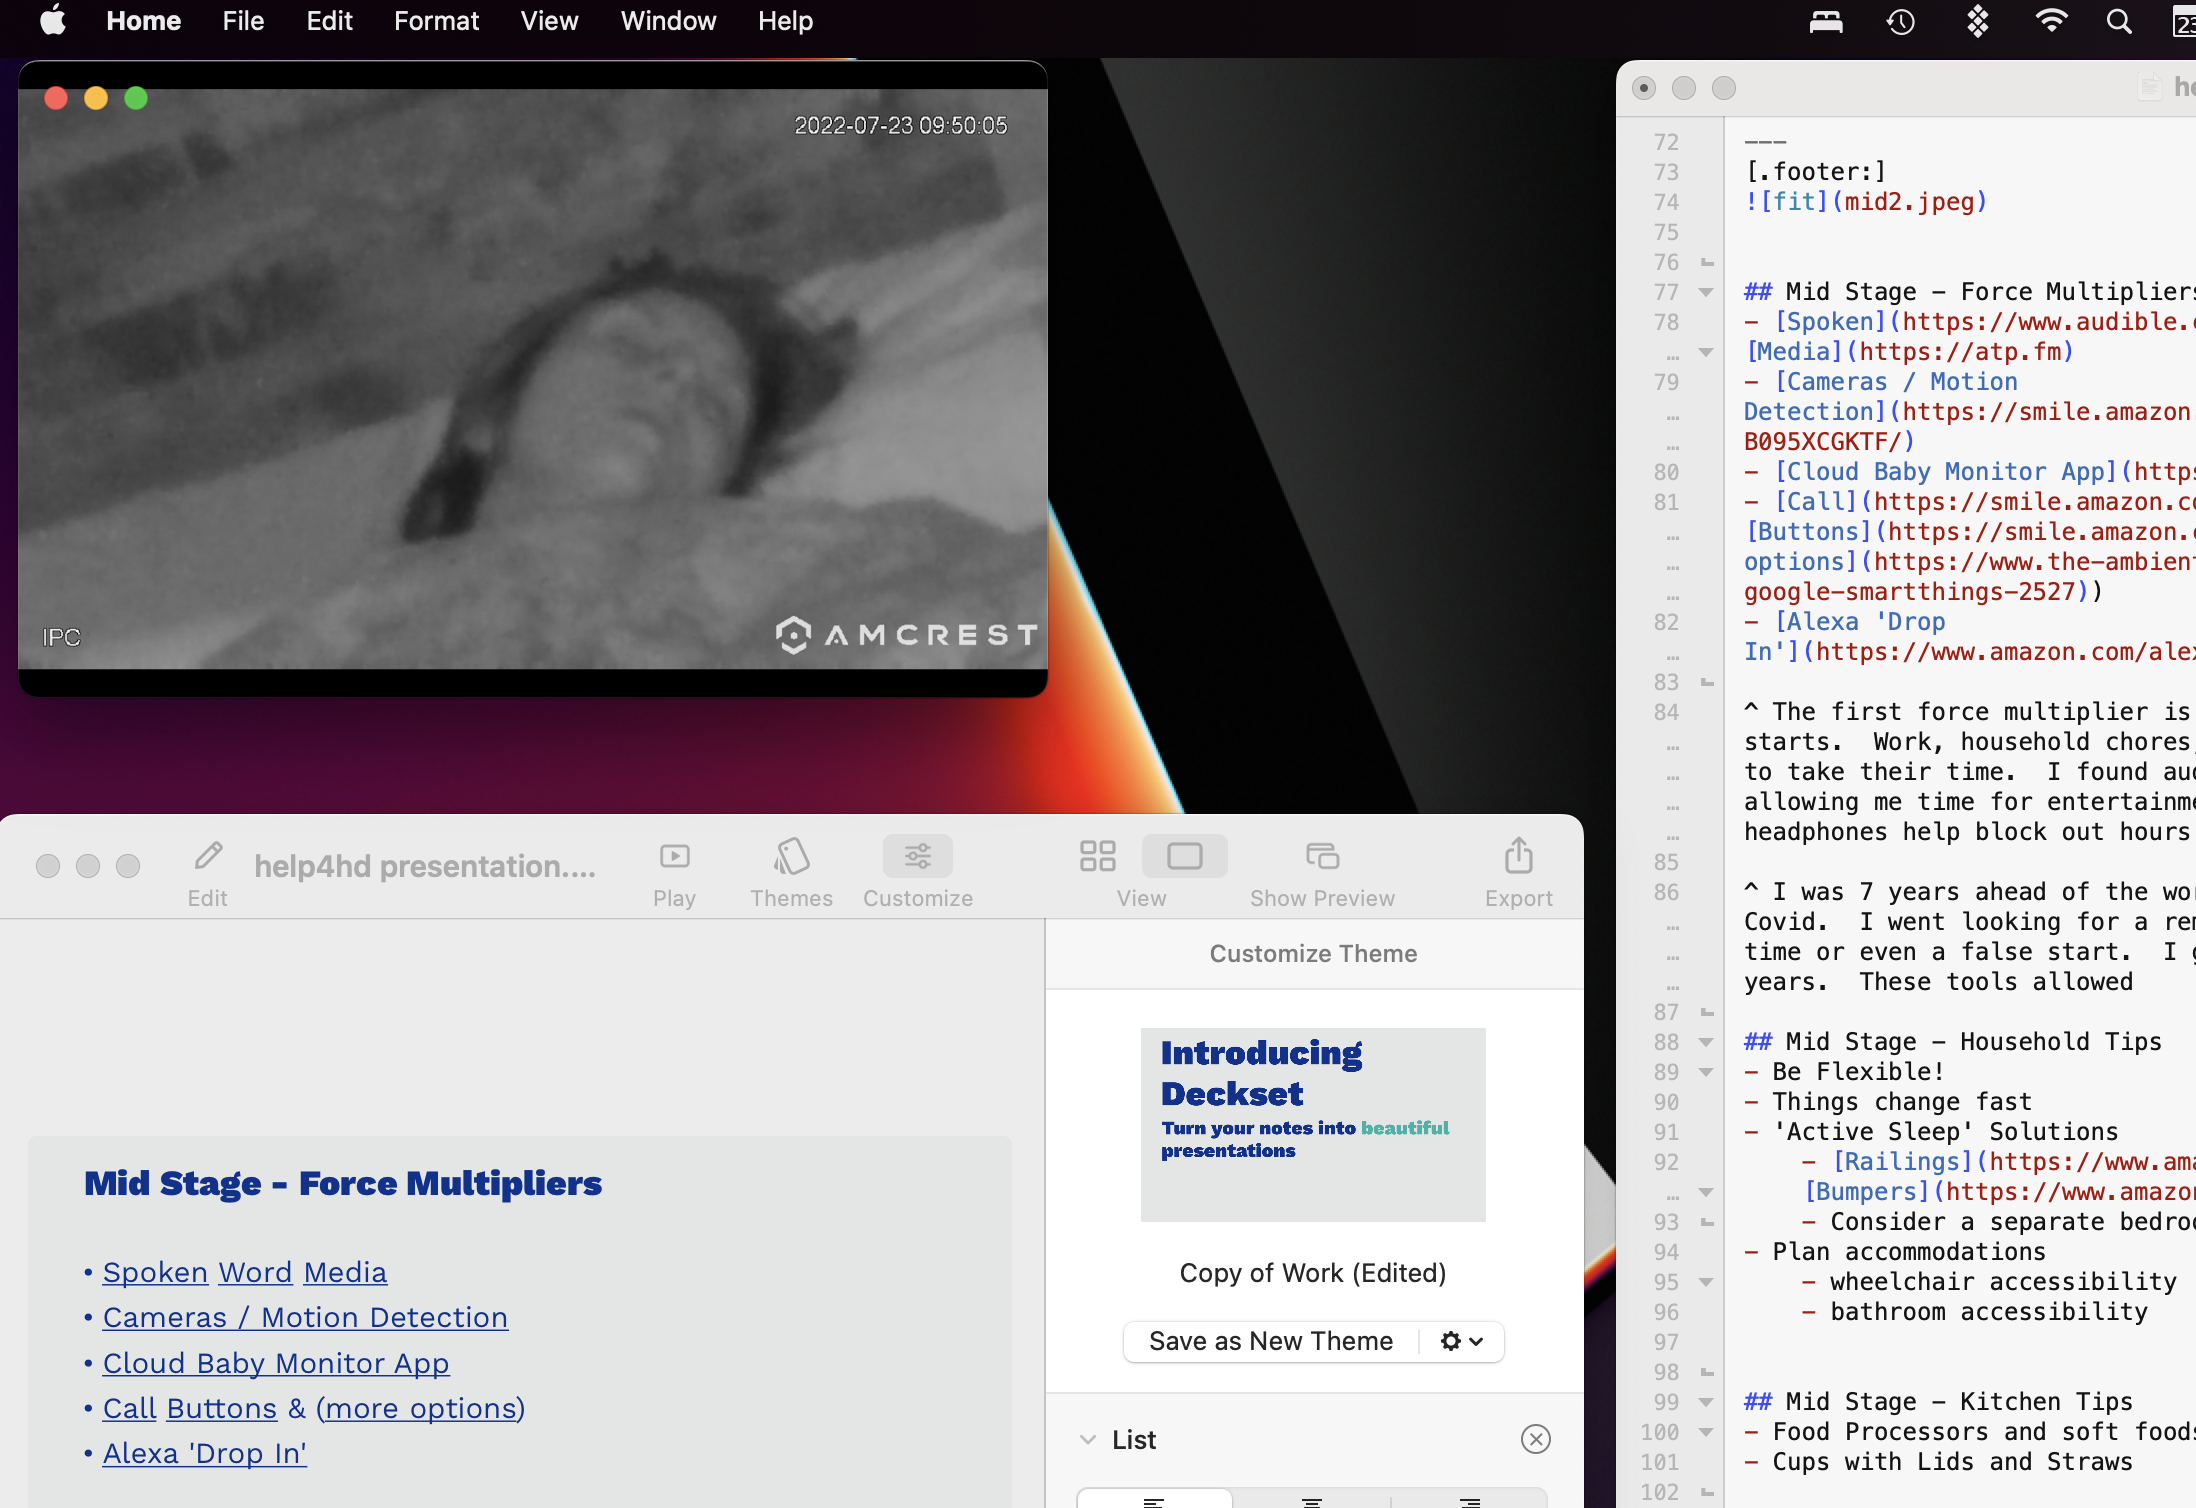 Home File Edit Format View Window Help
2022-07-23 09:50:05
IPC
AMCREST
help4hd presentation....
Edit
Play
Themes
Customize
View
Show Preview
Export
Customize Theme
Introducing
Deckset
Turn your notes into beautiful
presentations
Copy of Work (Edited)
Save as New Theme
List
Mid Stage - Force Multipliers
• Spoken Word Media
• Cameras / Motion Detection
• Cloud Baby Monitor App
• Call Buttons & (more options)
• Alexa 'Drop In'
23
72 ---
73 [.footer:]
74 ![fit](mid2.jpeg)
75
76
77 ## Mid Stage - Force Multipliers
78 - [Spoken](https://www.audible.
… [Media](https://atp.fm)
79 - [Cameras / Motion
… Detection](https://smile.amazon.
… B095XCGKTF/)
80 - [Cloud Baby Monitor App](https
81 - [Call](https://smile.amazon.co
… [Buttons](https://smile.amazon.
… options](https://www.the-ambient
… google-smartthings-2527))
82 - [Alexa 'Drop
… In'](https://www.amazon.com/alex
83
84 ^ The first force multiplier is
… starts. Work, household chores,
… to take their time. I found
… allowing me time for
… headphones help block out hours
85
86 ^ I was 7 years ahead of the
… Covid. I went looking for a
… time or even a false start. I
… years. These tools allowed
87
88 ## Mid Stage - Household Tips
89 - Be Flexible!
90 - Things change fast
91 - 'Active Sleep' Solutions
92 - [Railings](https://www.ama
… [Bumpers](https://www.amazon
93 - Consider a separate
94 - Plan accommodations
95 - wheelchair accessibility
96 - bathroom accessibility
97
98
99 ## Mid Stage - Kitchen Tips
100 - Food Processors and soft foods
101 - Cups with Lids and Straws
102